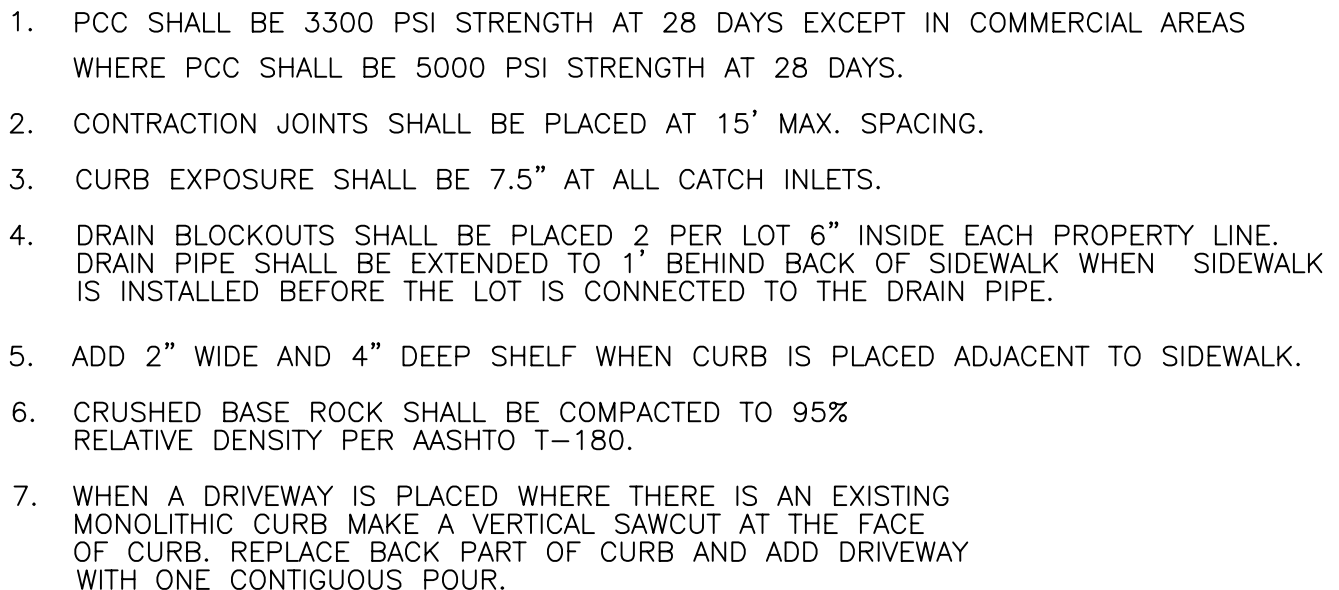 1. PCC SHALL BE 3300 PSI STRENGTH AT 28 DAYS EXCEPT IN COMMERCIAL AREAS
WHERE PCC SHALL BE 5000 PSI STRENGTH AT 28 DAYS.
2. CONTRACTION JOINTS SHALL BE PLACED AT 15' MAX. SPACING.
3. CURB EXPOSURE SHALL BE 7.5" AT ALL CATCH INLETS.
4. DRAIN BLOCKOUTS SHALL BE PLACED 2 PER LOT 6" INSIDE EACH PROPERTY LINE.
DRAIN PIPE SHALL BE EXTENDED TO 1' BEHIND BACK OF SIDEWALK WHEN SIDEWALK
IS INSTALLED BEFORE THE LOT IS CONNECTED TO THE DRAIN PIPE.
5. ADD 2" WIDE AND 4" DEEP SHELF WHEN CURB IS PLACED ADJACENT TO SIDEWALK.
6. CRUSHED BASE ROCK SHALL BE COMPACTED TO 95%
RELATIVE DENSITY PER AASHTO T-180.
7. WHEN A DRIVEWAY IS PLACED WHERE THERE IS AN EXISTING
MONOLITHIC CURB MAKE A VERTICAL SAWCUT AT THE FACE
OF CURB. REPLACE BACK PART OF CURB AND ADD DRIVEWAY
WITH ONE CONTIGUOUS POUR.